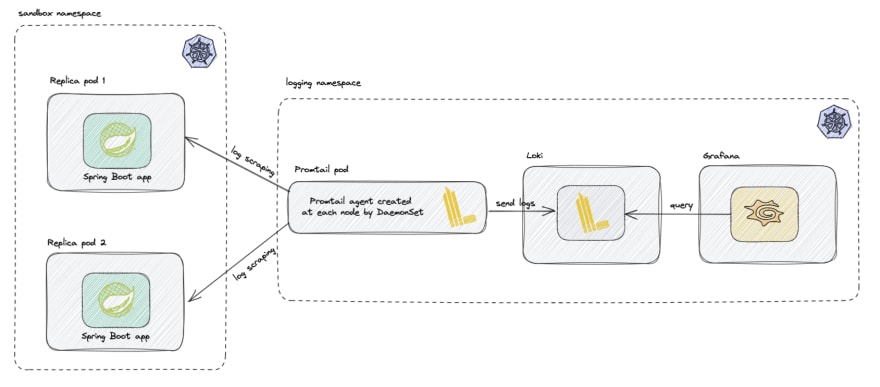 sandbox namespace
Replica pod 1
Spring Boot app
log scraping
Replica pod 2
Spring Boot app
log scraping
logging namespace
Promtail pod
Promtail agent created
at each node by DaemonSet
send logs
Loki
query
Grafana